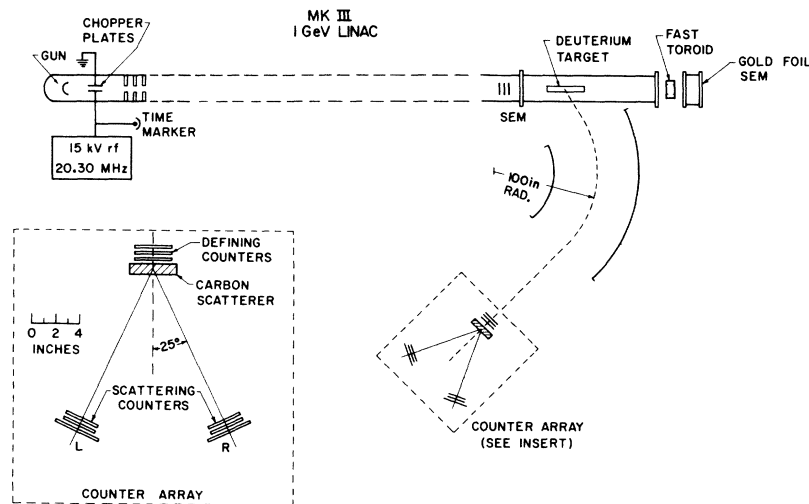 MK III
1 GeV LINAC
CHOPPER
PLATES
GUN
DEUTERIUM
TARGET
FAST
TOROID
GOLD FOIL
SEM
SEM
TIME
MARKER
15 kV rf
20.30 MHz
100in
RAD.
DEFINING
COUNTERS
CARBON
SCATTERER
0 2 4
INCHES
25°
SCATTERING
COUNTERS
L
R
COUNTER ARRAY
COUNTER ARRAY
(SEE INSERT)